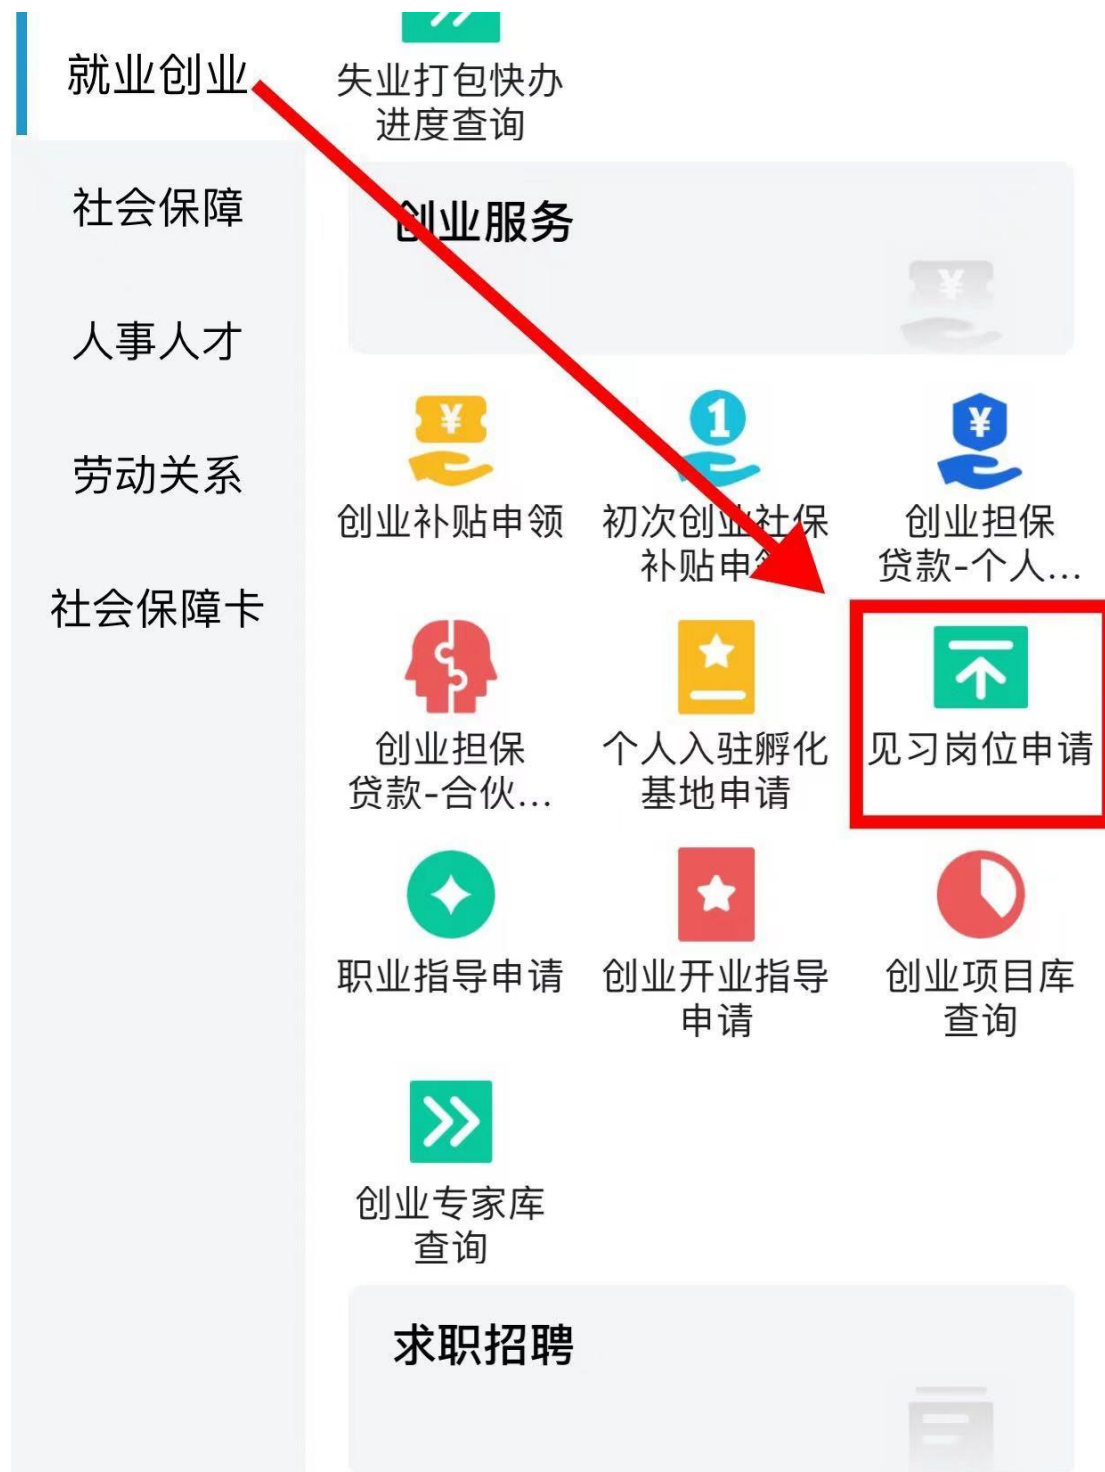 就业创业
社会保障
人事人才
劳动关系
社会保障卡
失业打包快办
进度查询
创业服务
创业补贴申领
初次创业社保
补贴申领
创业担保
贷款-个人...
创业担保
贷款-合伙...
个人入驻孵化
基地申请
见习岗位申请
职业指导申请
创业开业指导
申请
创业项目库
查询
创业专家库
查询
求职招聘